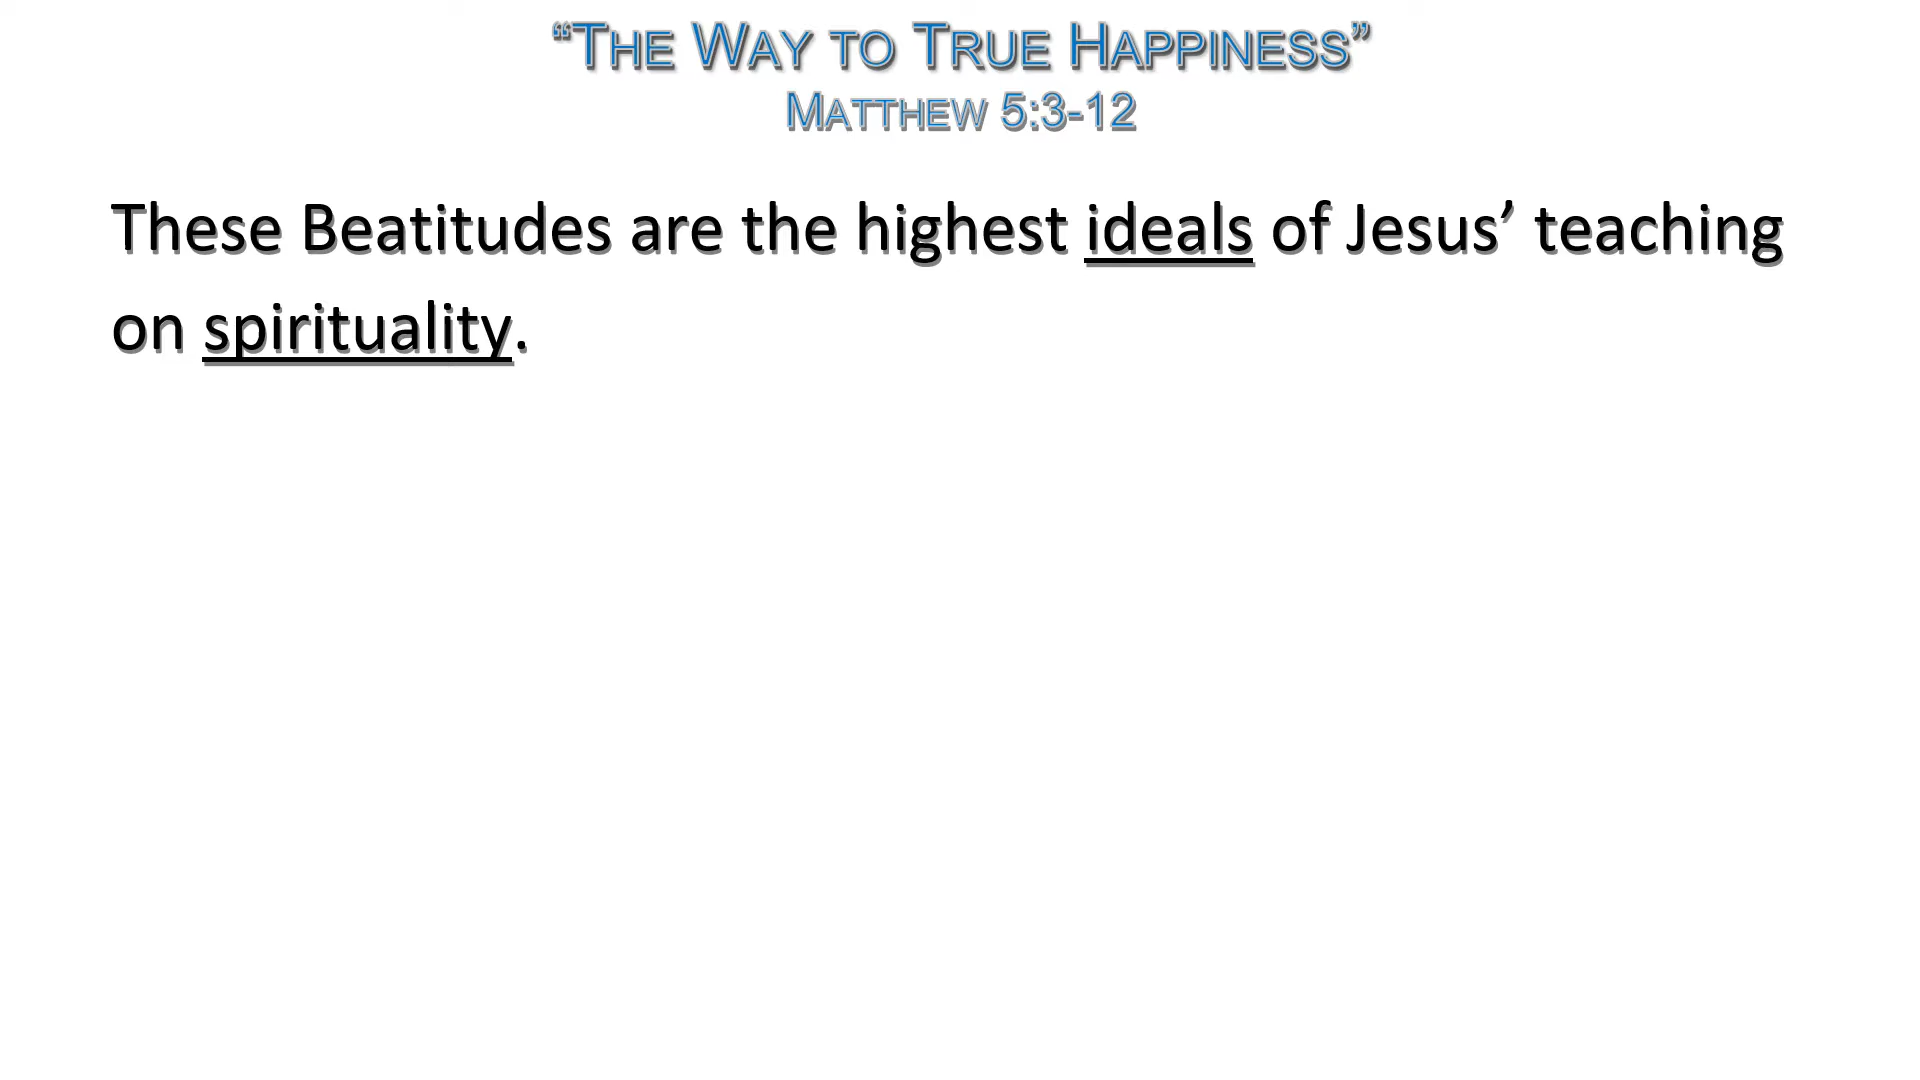 “The Way to True Happiness”
Matthew 5:3-12
These Beatitudes are the highest ideals of Jesus’ teaching
on spirituality.